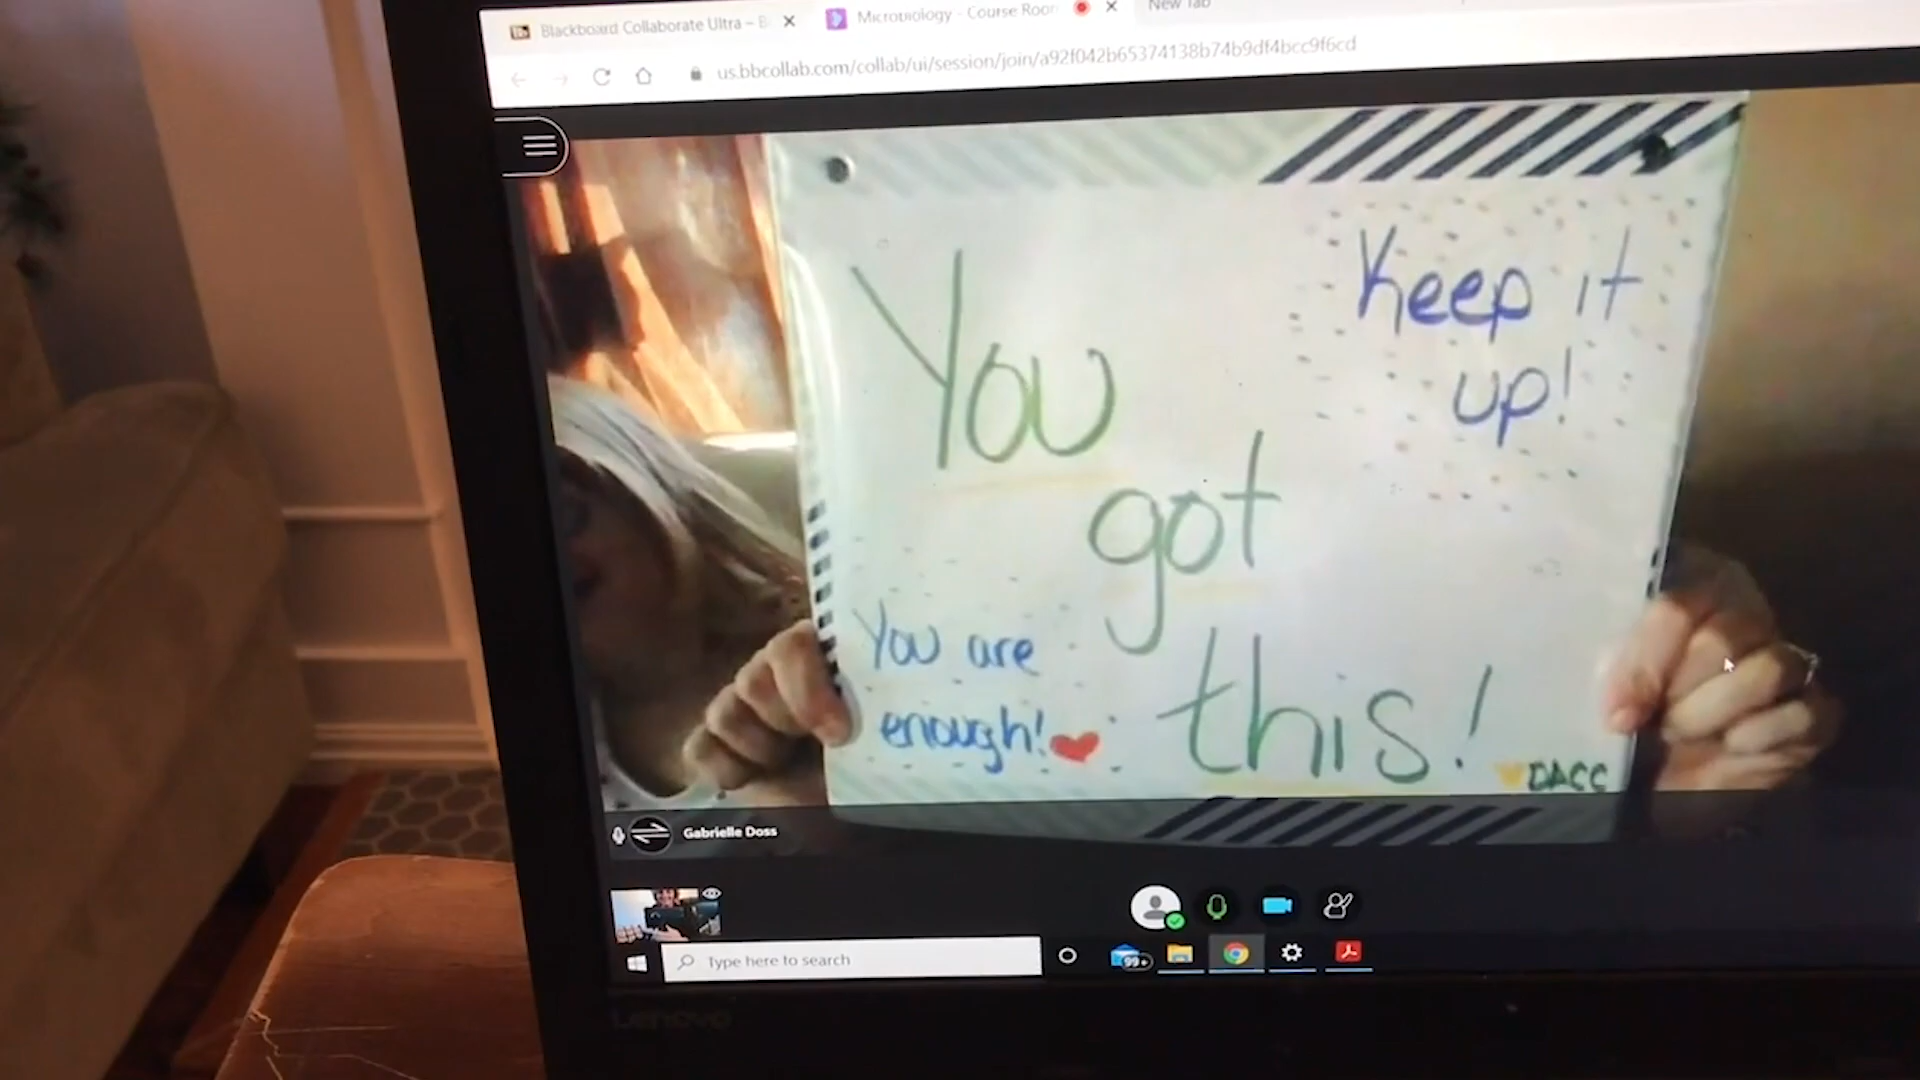 Blackboard Collaborate Ultra – B
Microbiology - Course Room
New Tab
us.bbcollab.com/collab/ui/session/join/a92f042b65374138b74b9df4bcc9f6cd
Keep it
up!
You
got
this!
You are
enough!
DACC
Gabrielle Doss
Type here to search
99+
Lenovo